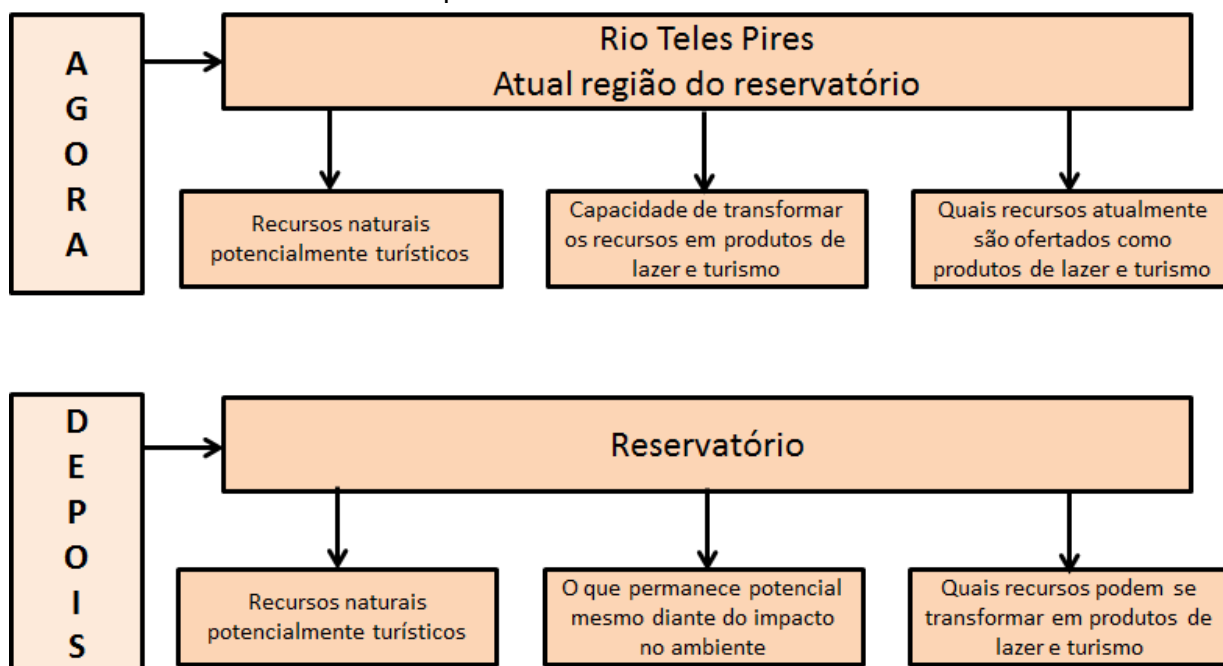 AGORA
Rio Teles Pires
Atual região do reservatório
Recursos naturais
potencialmente turísticos
Capacidade de transformar
os recursos em produtos de
lazer e turismo
Quais recursos atualmente
são ofertados como
produtos de lazer e turismo
DEPOIS
Reservatório
Recursos naturais
potencialmente turísticos
O que permanece potencial
mesmo diante do impacto
no ambiente
Quais recursos podem se
transformar em produtos de
lazer e turismo